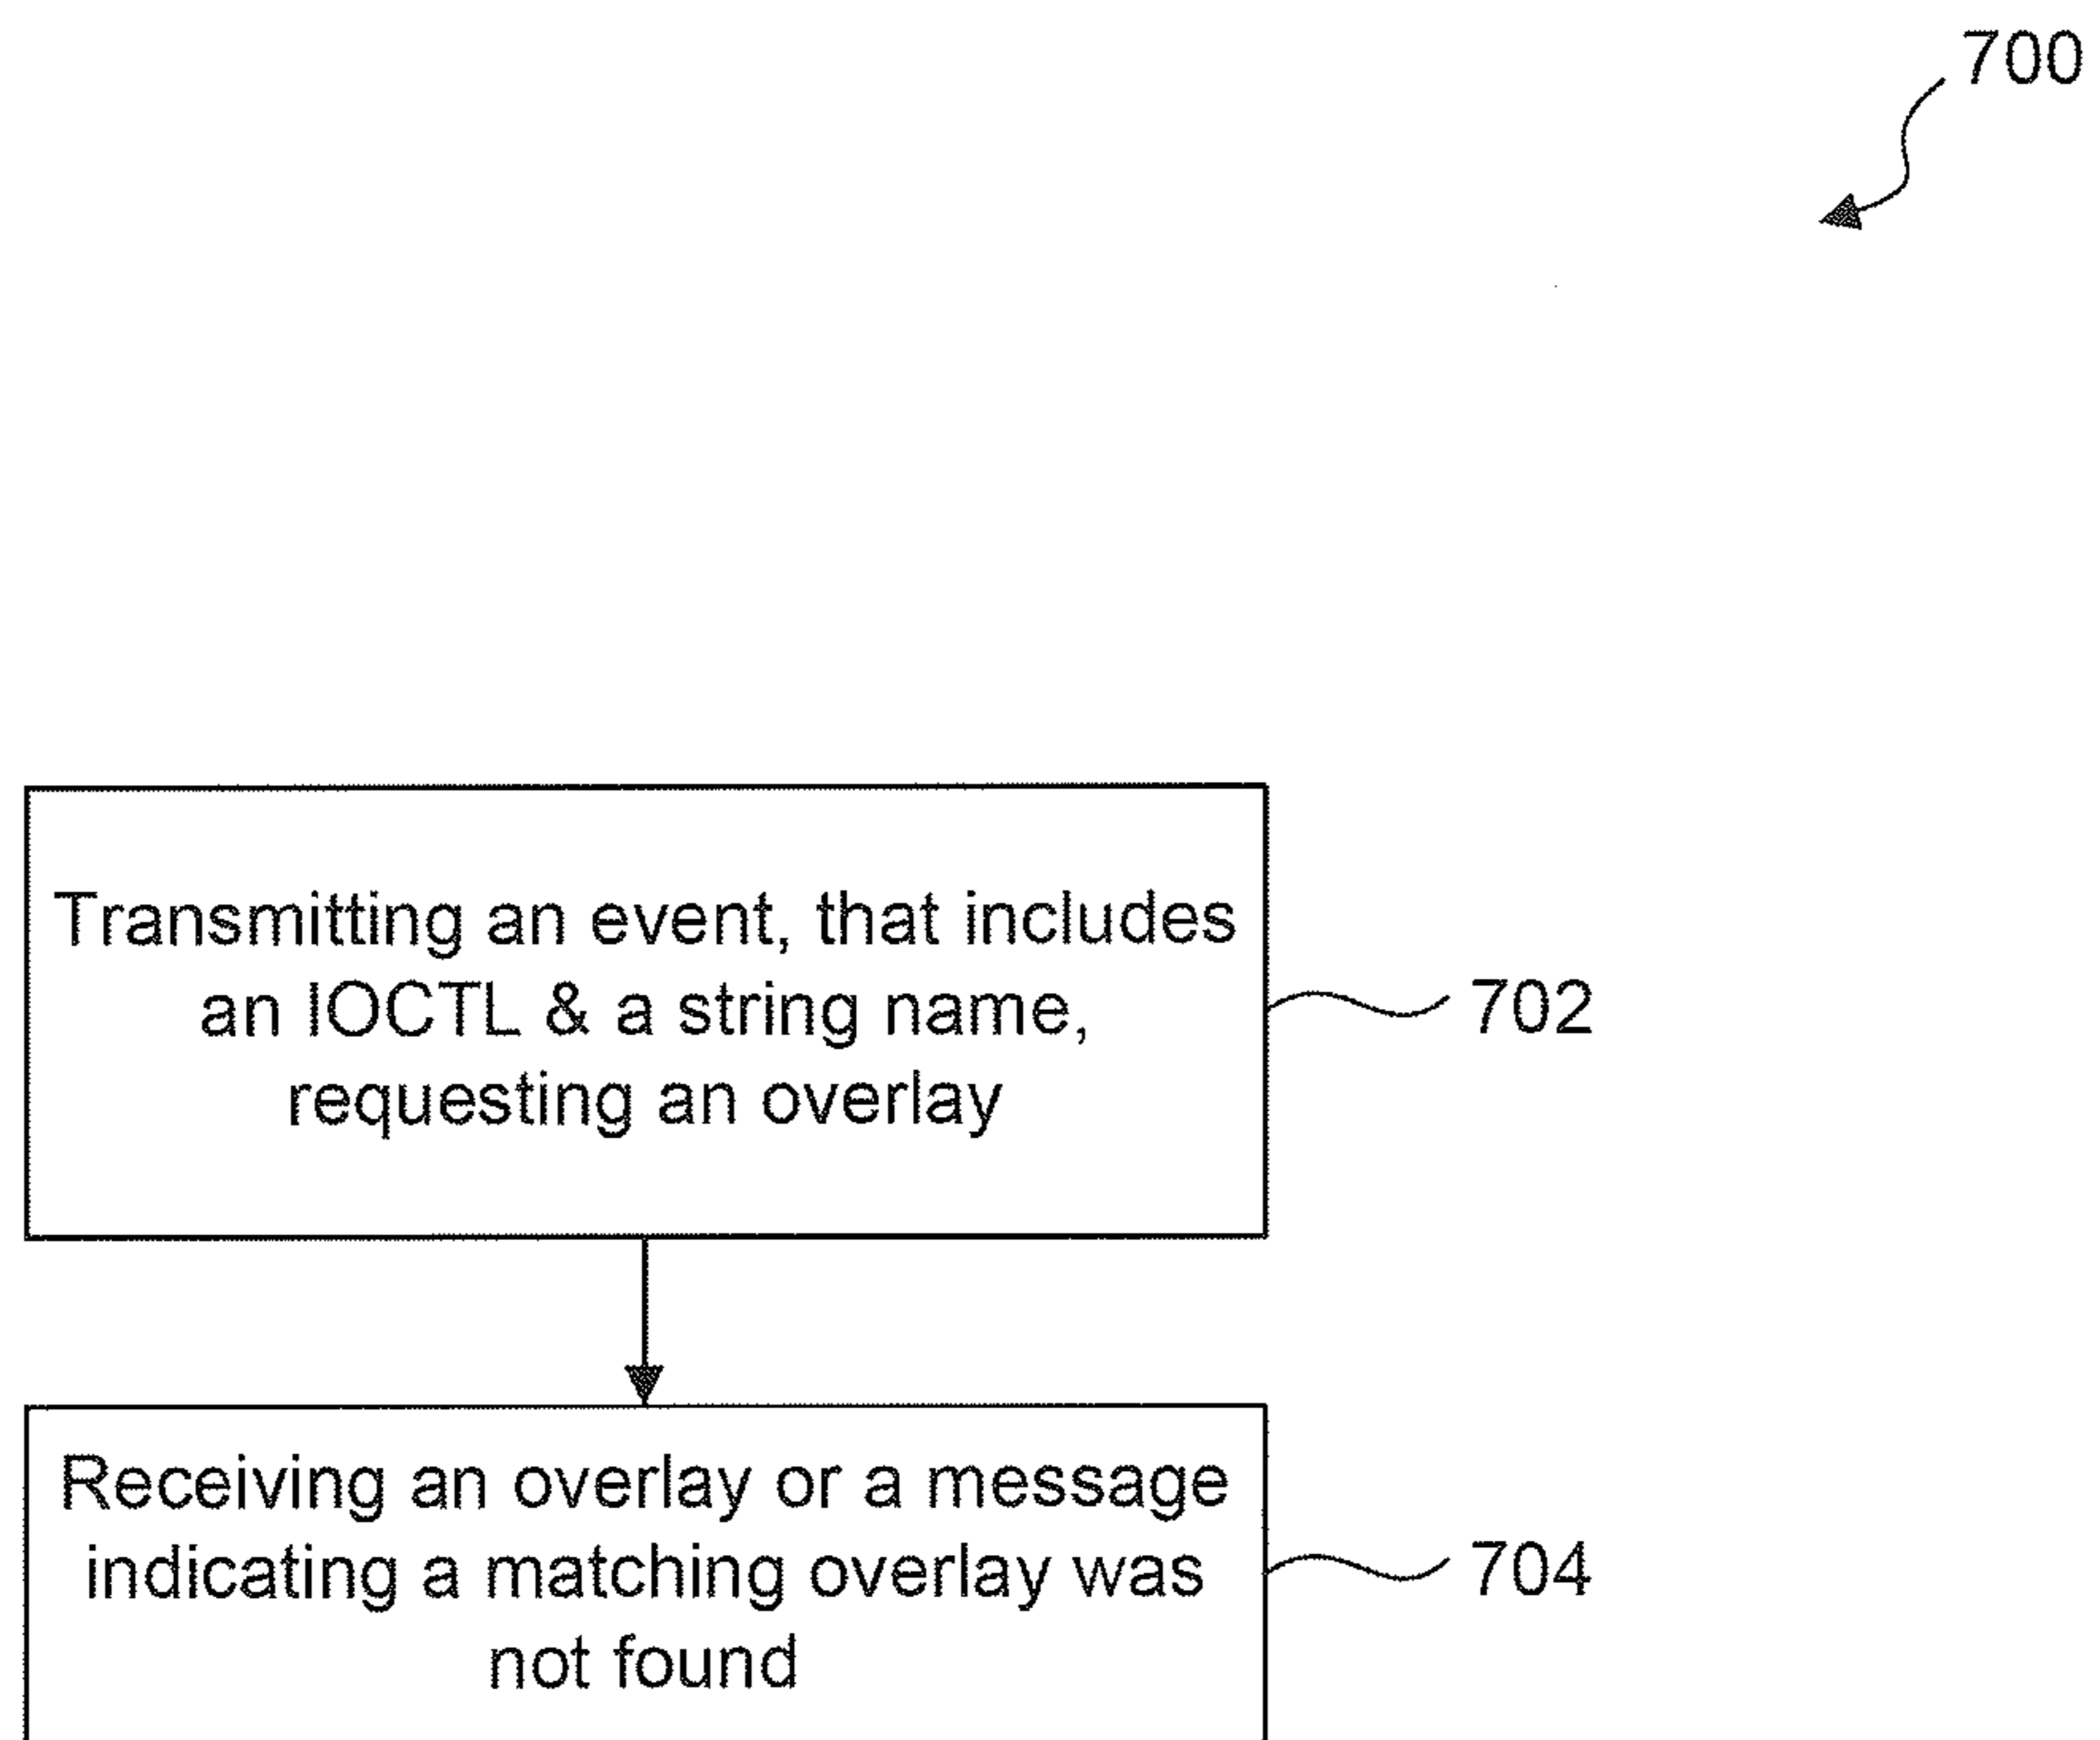 700
Transmitting an event, that includes
an IOCTL & a string name,
requesting an overlay
702
Receiving an overlay or a message
indicating a matching overlay was
not found
704